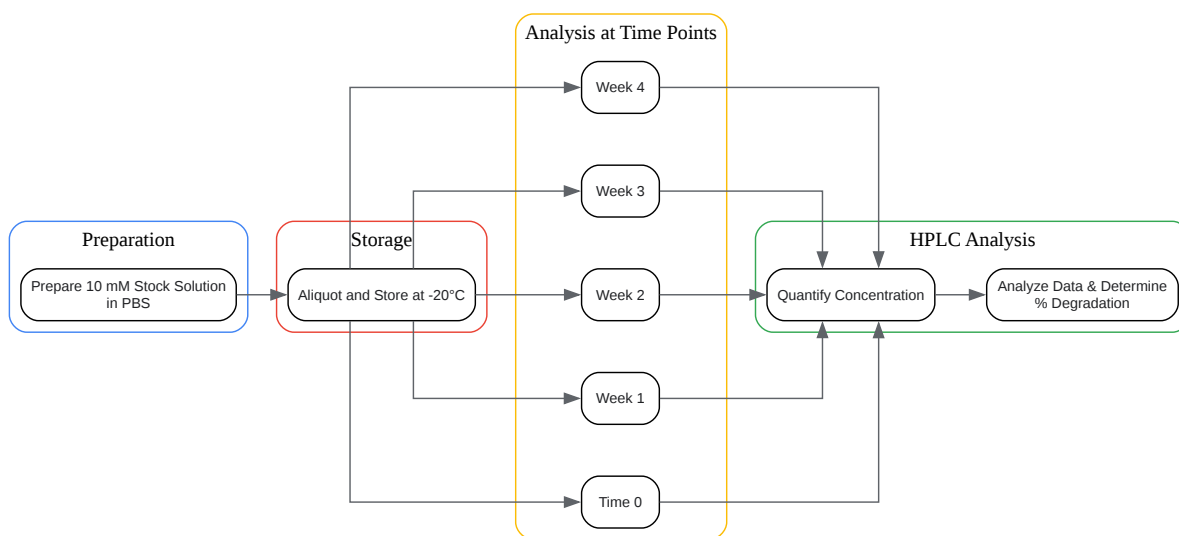 Preparation
Prepare 10 mM Stock Solution
in PBS
Storage
Aliquot and Store at -20°C
Analysis at Time Points
Week 4
Week 3
Week 2
Week 1
Time 0
HPLC Analysis
Quantify Concentration
Analyze Data & Determine
% Degradation